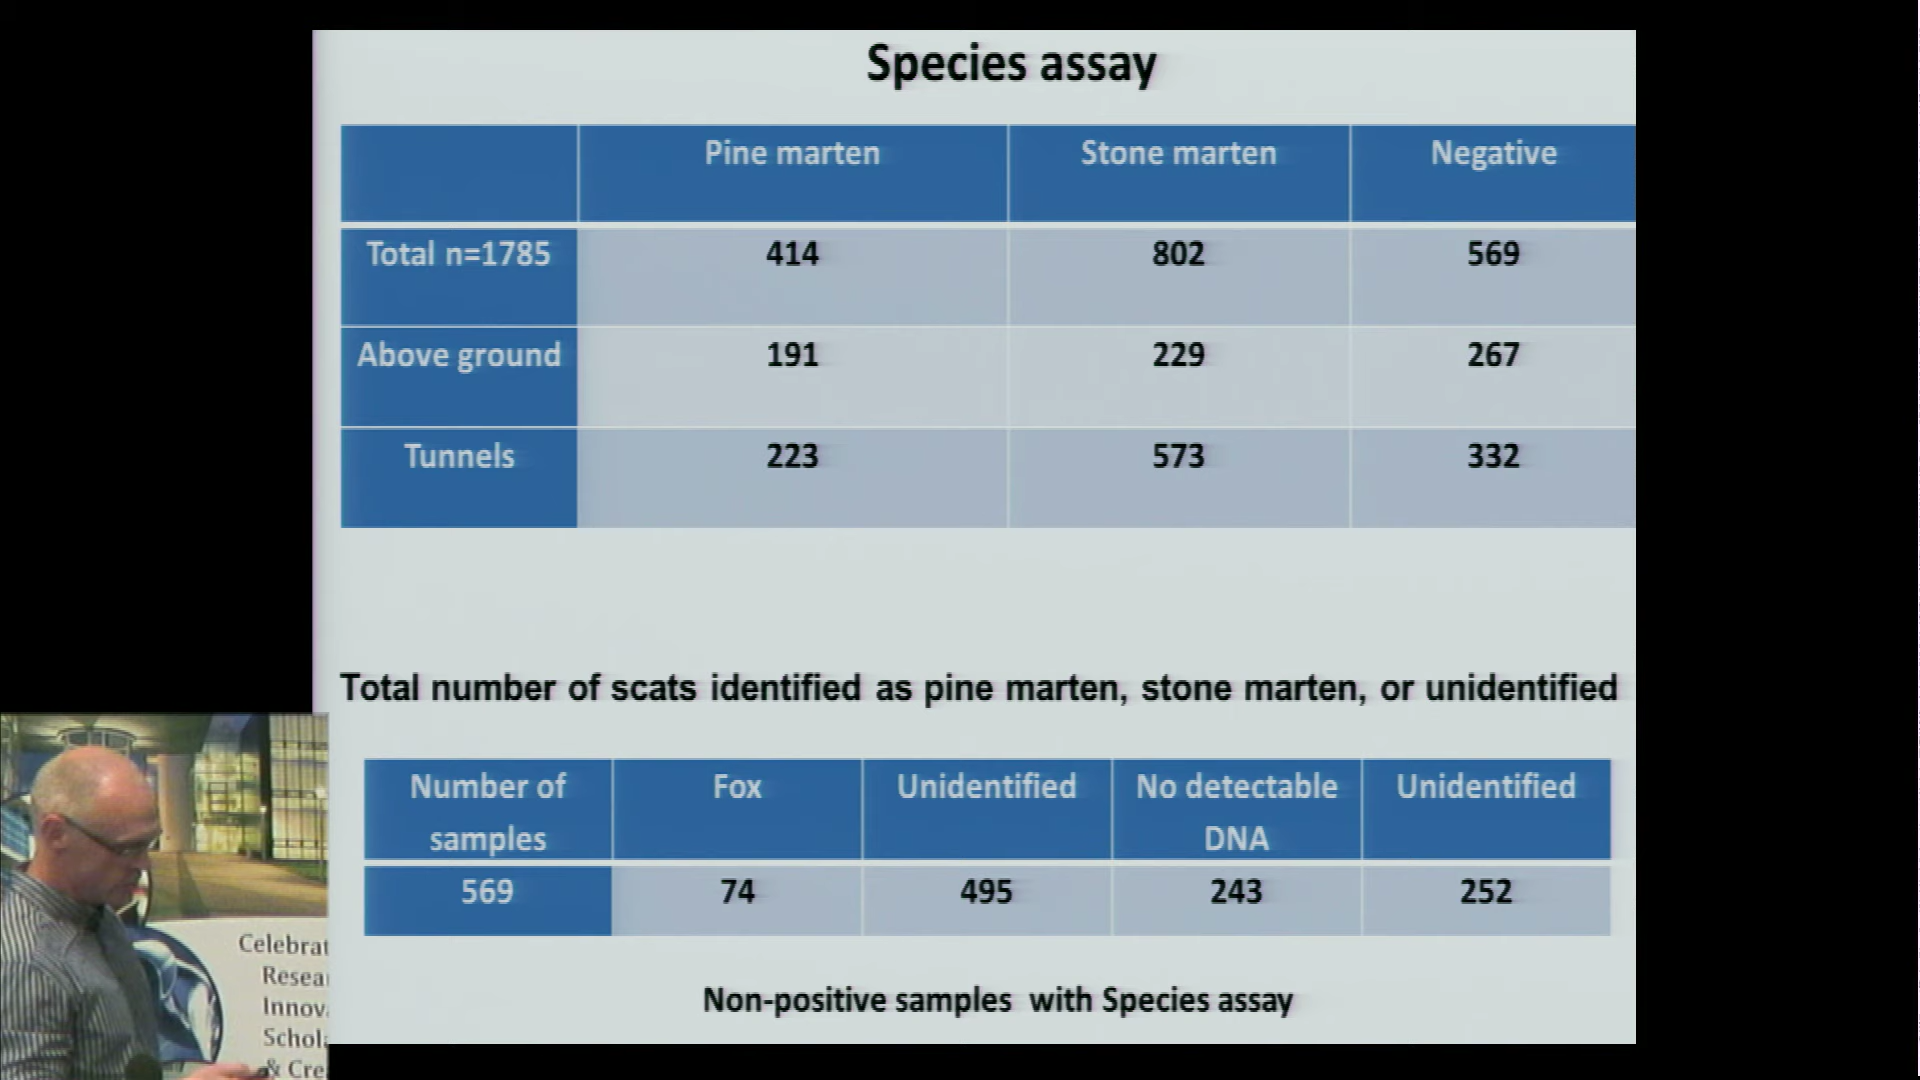 Species assay
Pine marten Stone marten Negative
Total n=1785 414 802 569
Above ground 191 229 267
Tunnels 223 573 332
Total number of scats identified as pine marten, stone marten, or unidentified
Number of samples Fox Unidentified No detectable DNA Unidentified
569 74 495 243 252
Non-positive samples with Species assay
Celebrat
Resea
Innov
Schol
& Cre